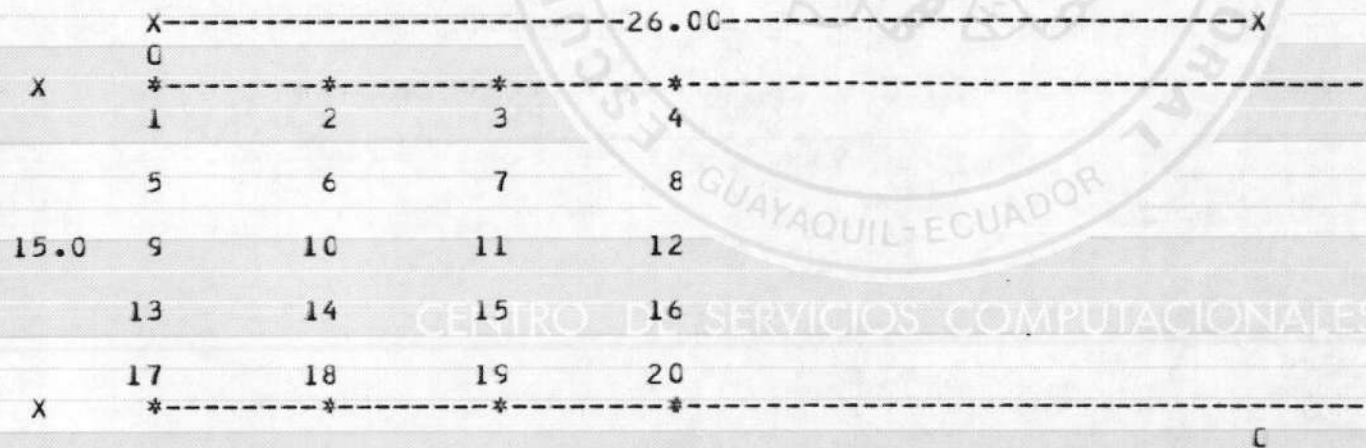 X---------------------------26.00-------------------------------X
0
X *---------*---------*---------*----------------------------------------
1 2 3 4
5 6 7 8
GUAYAQUIL-ECUADOR
15.0 9 10 11 12
13 14 15 16
CENTRO DE SERVICIOS COMPUTACIONALES
17 18 19 20
X *---------*---------*---------*----------------------------------------
C